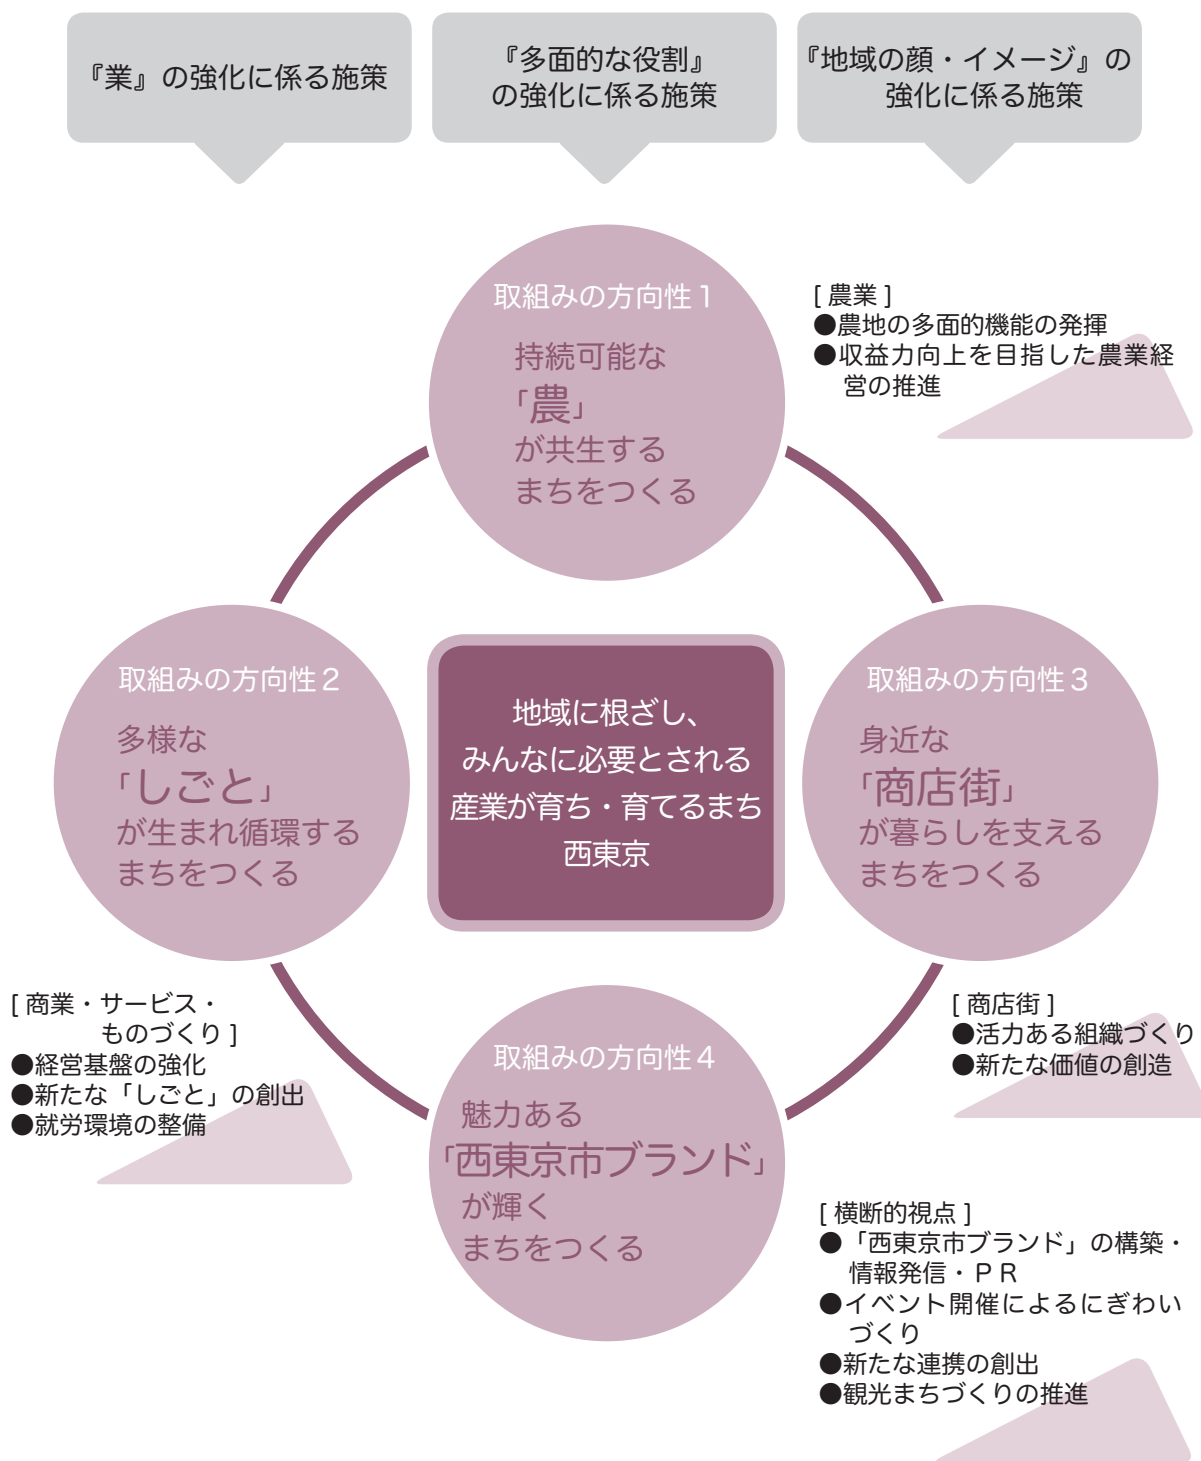 『業』の強化に係る施策
『多面的な役割』
の強化に係る施策
『地域の顔・イメージ』の
強化に係る施策
取組みの方向性1
持続可能な
「農」
が共生する
まちをつくる
[ 農業 ]
●農地の多面的機能の発揮
●収益力向上を目指した農業経
営の推進
取組みの方向性2
多様な
「しごと」
が生まれ循環する
まちをつくる
地域に根ざし、
みんなに必要とされる
産業が育ち・育てるまち
西東京
取組みの方向性3
身近な
「商店街」
が暮らしを支える
まちをつくる
[ 商業・サービス・
ものづくり ]
●経営基盤の強化
●新たな「しごと」の創出
●就労環境の整備
取組みの方向性4
魅力ある
「西東京市ブランド」
が輝く
まちをつくる
[ 商店街 ]
●活力ある組織づくり
●新たな価値の創造
[ 横断的視点 ]
●「西東京市ブランド」の構築・
情報発信・ＰＲ
●イベント開催によるにぎわい
づくり
●新たな連携の創出
●観光まちづくりの推進